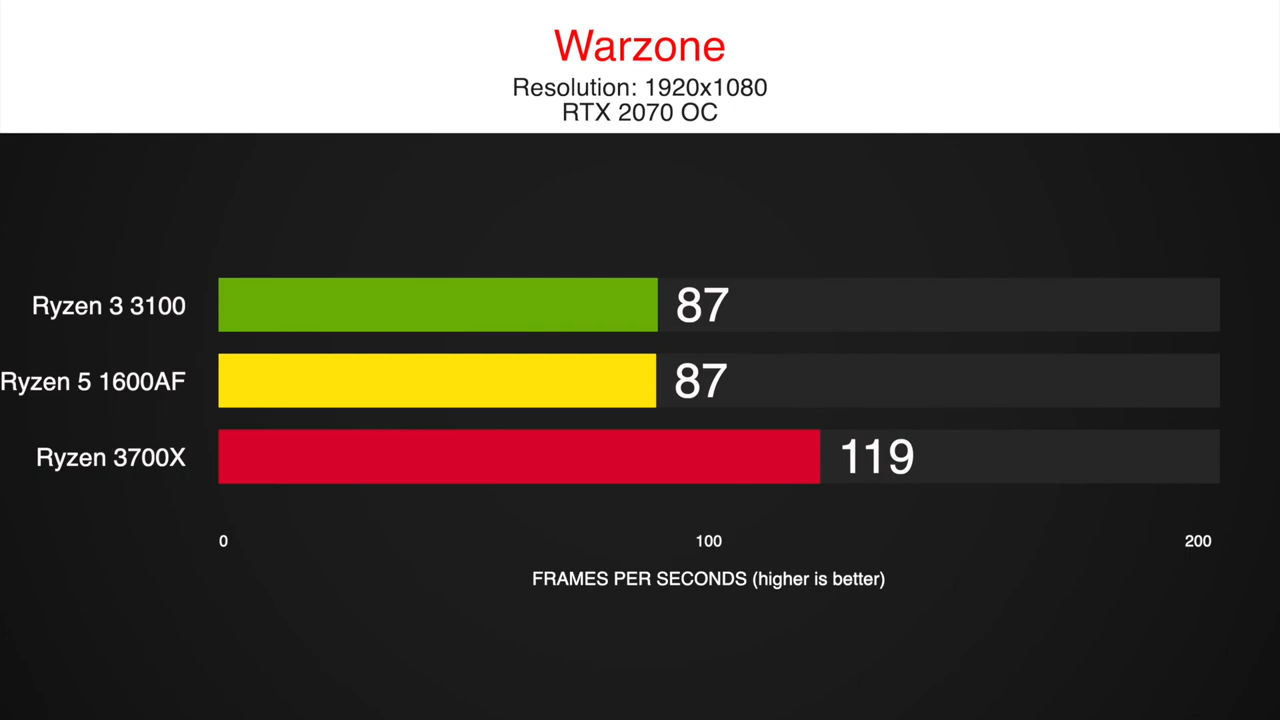 Warzone
Resolution: 1920x1080
RTX 2070 OC
Ryzen 3 3100 87
Ryzen 5 1600AF 87
Ryzen 3700X 119
0 100 200
FRAMES PER SECONDS (higher is better)